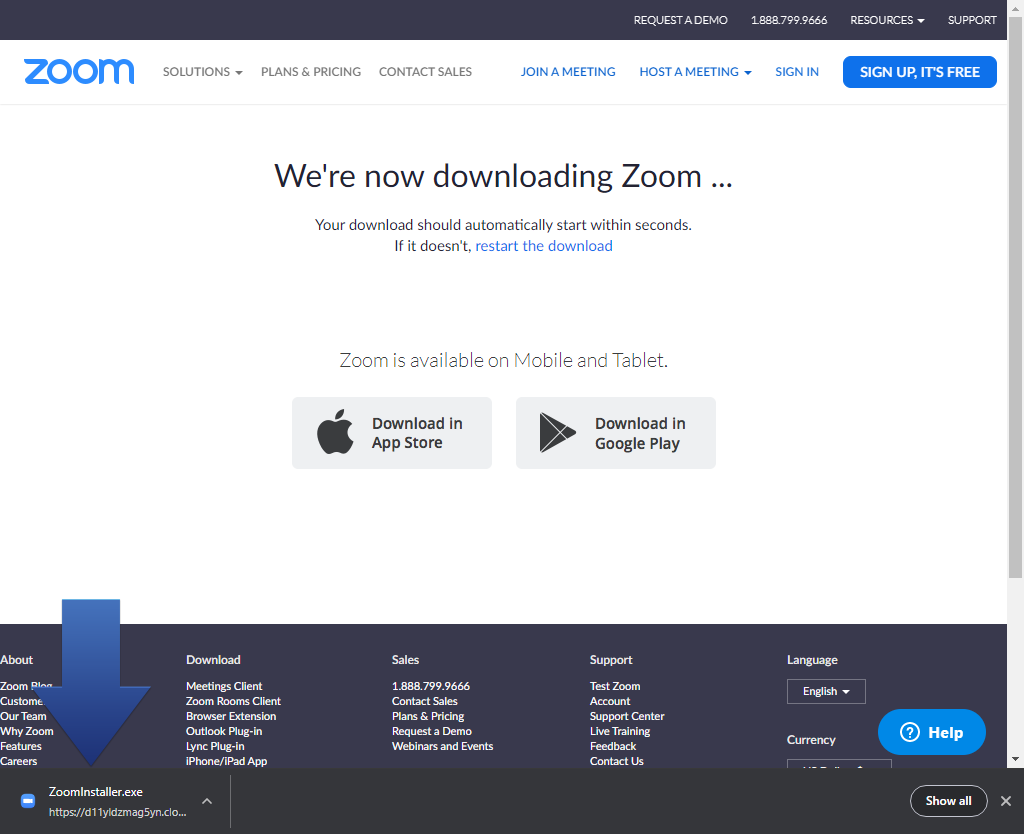 REQUEST A DEMO 1.888.799.9666 RESOURCES SUPPORT
zoom SOLUTIONS PLANS & PRICING CONTACT SALES JOIN A MEETING HOST A MEETING SIGN IN SIGN UP, IT'S FREE
We're now downloading Zoom ...
Your download should automatically start within seconds.
If it doesn't, restart the download
Zoom is available on Mobile and Tablet.
Download in
App Store
Download in
Google Play
About
Zoom Blog
Our Team
Why Zoom
Features
Careers
Download
Meetings Client
Zoom Rooms Client
Browser Extension
Outlook Plug-in
Lync Plug-in
iPhone/iPad App
Sales
1.888.799.9666
Contact Sales
Plans & Pricing
Request a Demo
Webinars and Events
Support
Test Zoom
Account
Support Center
Live Training
Feedback
Contact Us
Language
English
Currency
Help
ZoomInstaller.exe
https://d11yldzmag5yn.clo...
Show all